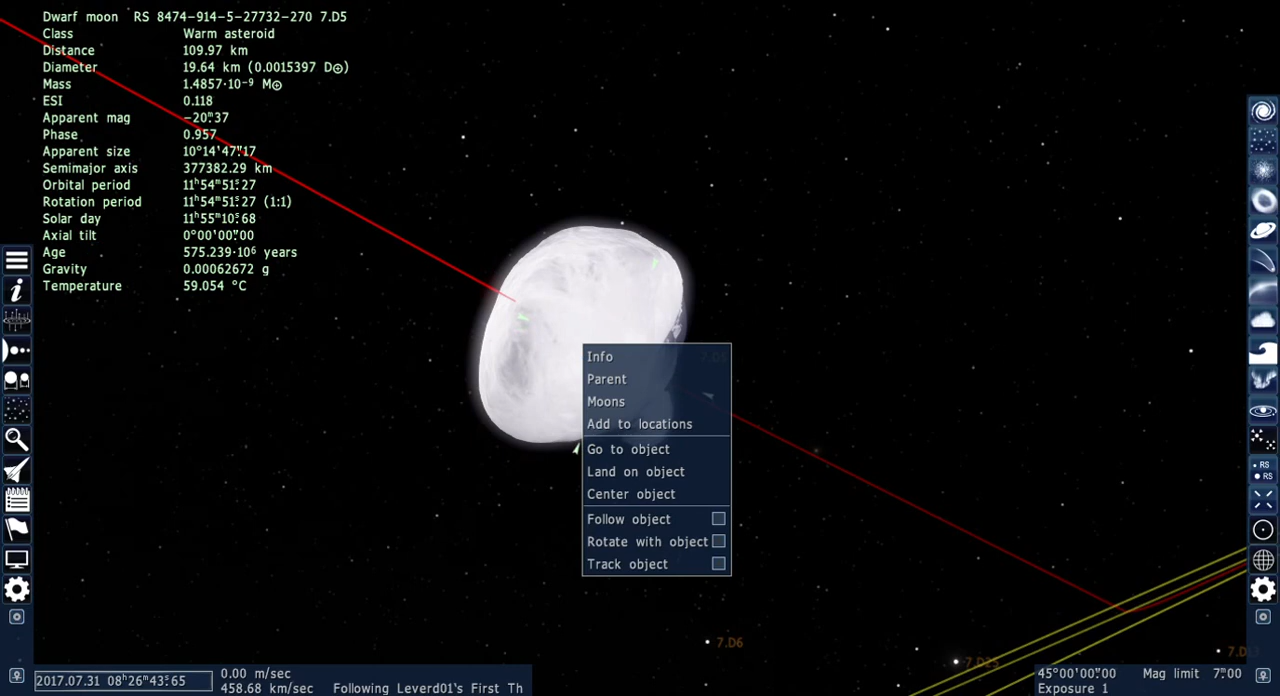 Dwarf moon RS 8474-914-5-27732-270 7.D5
Class Warm asteroid
Distance 109.97 km
Diameter 19.64 km (0.0015397 D⊕)
Mass 1.4857·10⁻⁹ M⊕
ESI 0.118
Apparent mag −20ᵐ37
Phase 0.957
Apparent size 10°14'47"17
Semimajor axis 377382.29 km
Orbital period 11ʰ54ᵐ51ˢ27
Rotation period 11ʰ54ᵐ51ˢ27 (1:1)
Solar day 11ʰ55ᵐ10ˢ68
Axial tilt 0°00'00"00
Age 575.239·10⁶ years
Gravity 0.00062672 g
Temperature 59.054 °C
Info
7.D5
Parent
Moons
Add to locations
Go to object
Land on object
Center object
Follow object
Rotate with object
Track object
RS
RS
7.D6
2017.07.31 08ʰ26ᵐ43ˢ65
0.00 m/sec
458.68 km/sec Following Leverd01's First Th
45°00'00"00 Mag limit 7ᵐ00
Exposure 1